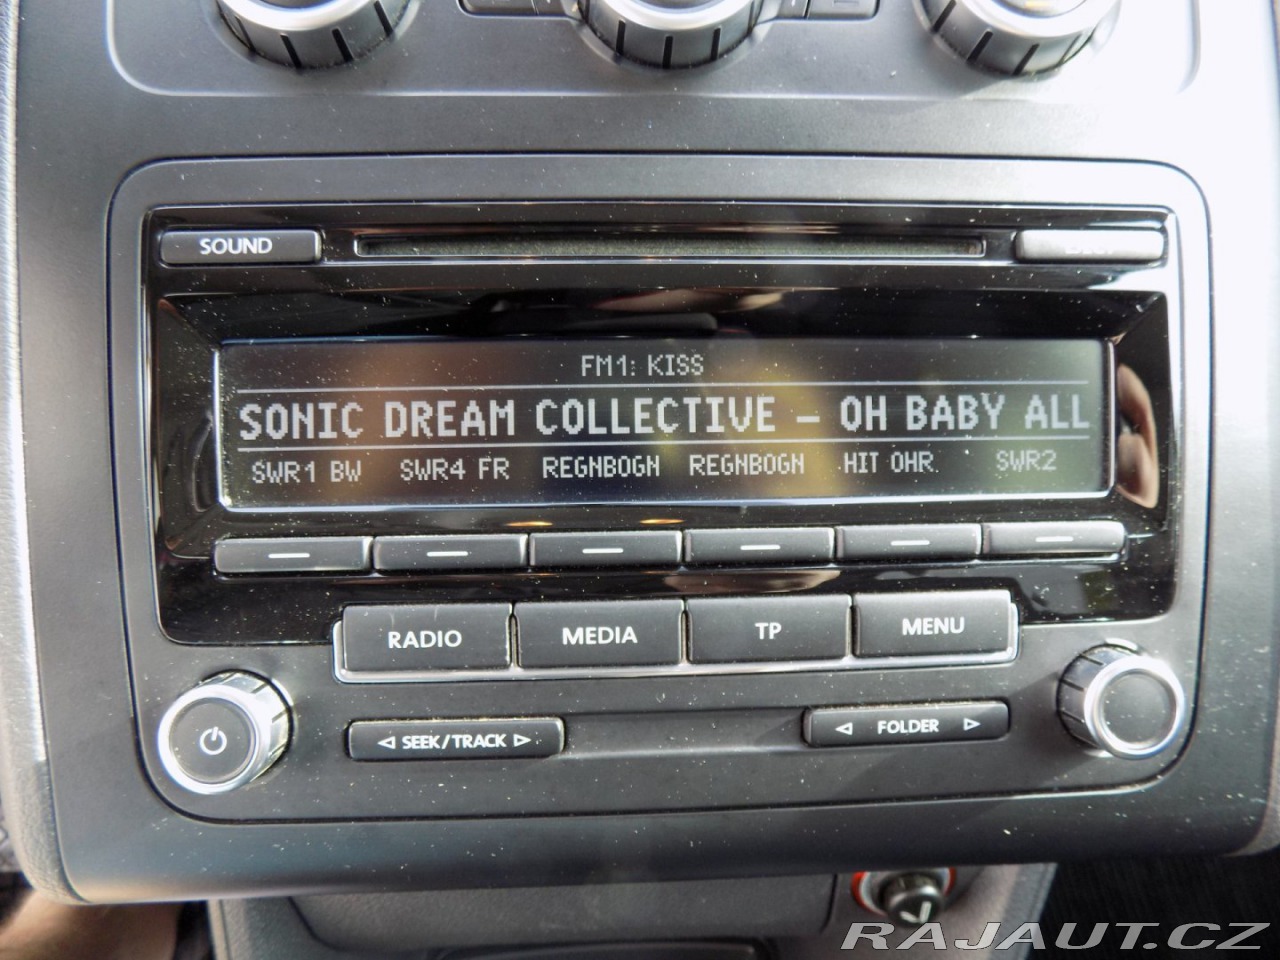 SOUND
FM1: KISS
SONIC DREAM COLLECTIVE - OH BABY ALL
SWR1 BW SWR4 FR REGNBOGN REGNBOGN HIT OHR SWR2
RADIO MEDIA TP MENU
SEEK/TRACK FOLDER
RAJAUT.CZ